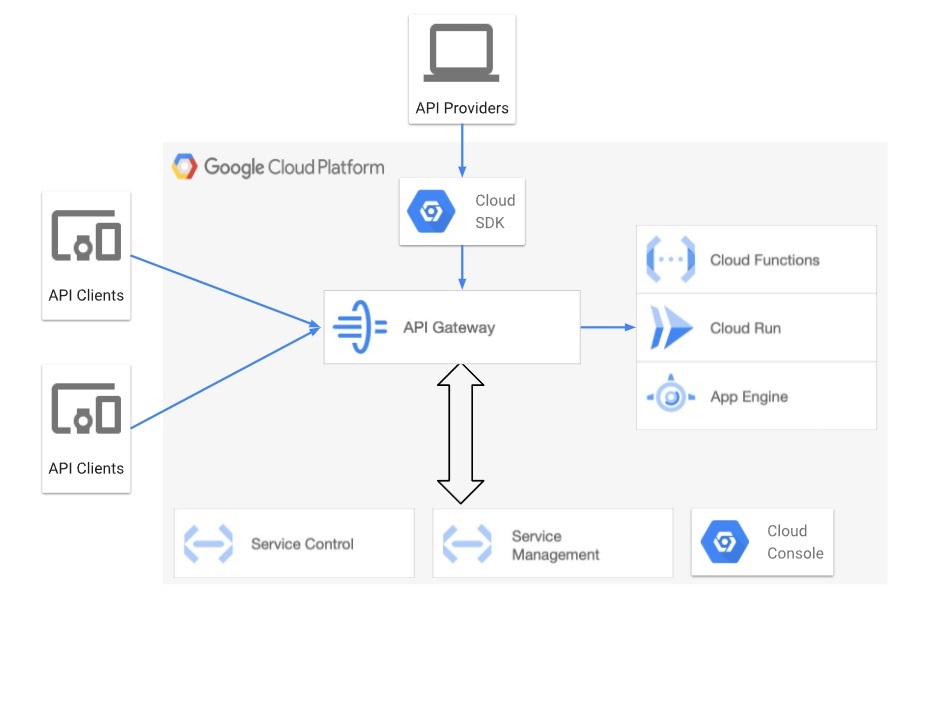 API Providers
Google Cloud Platform
Cloud
SDK
API Clients
API Gateway
Cloud Functions
Cloud Run
App Engine
API Clients
Service Control
Service
Management
Cloud
Console